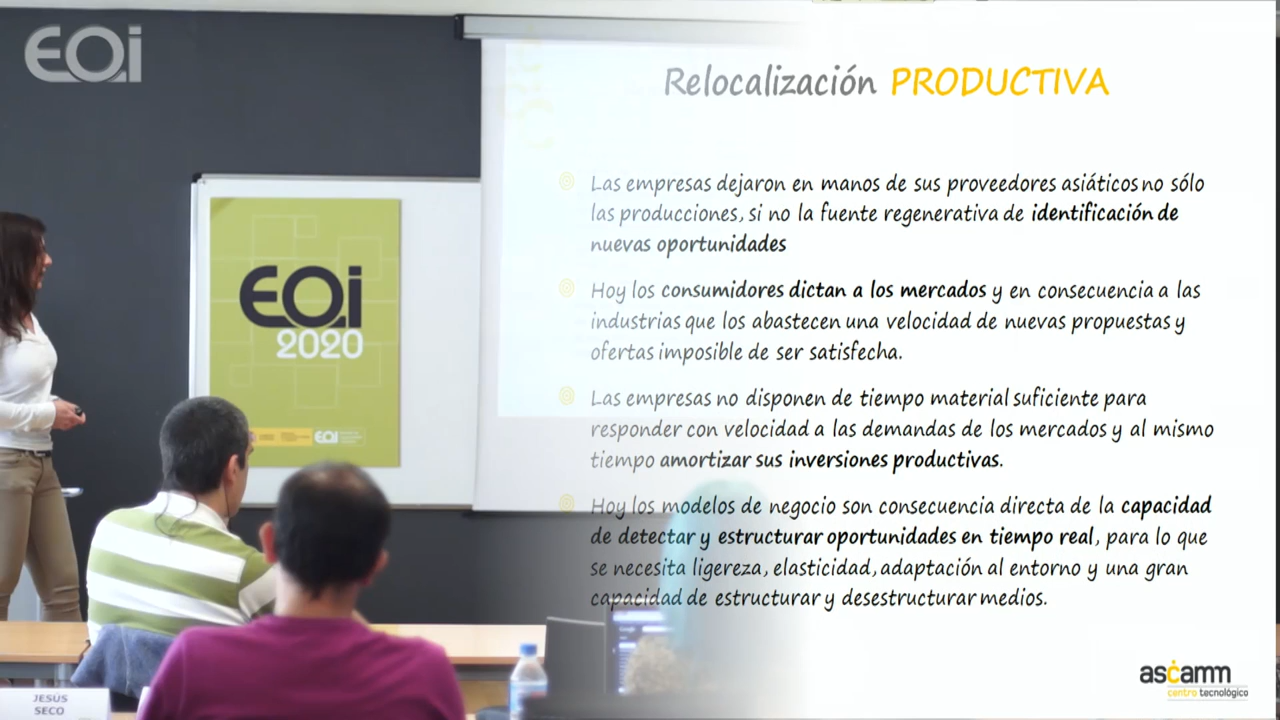 EOi
Relocalización PRODUCTIVA
Las empresas dejaron en manos de sus proveedores asiáticos no sólo
las producciones, si no la fuente regenerativa de identificación de
nuevas oportunidades
Hoy los consumidores dictan a los mercados y en consecuencia a las
industrias que los abastecen una velocidad de nuevas propuestas y
ofertas imposible de ser satisfecha.
Las empresas no disponen de tiempo material suficiente para
responder con velocidad a las demandas de los mercados y al mismo
tiempo amortizar sus inversiones productivas.
Hoy los modelos de negocio son consecuencia directa de la capacidad
de detectar y estructurar oportunidades en tiempo real, para lo que
se necesita ligereza, elasticidad, adaptación al entorno y una gran
capacidad de estructurar y desestructurar medios.
EOi
2020
EOi
JESÚS
SECO
ascamm
centro tecnológico